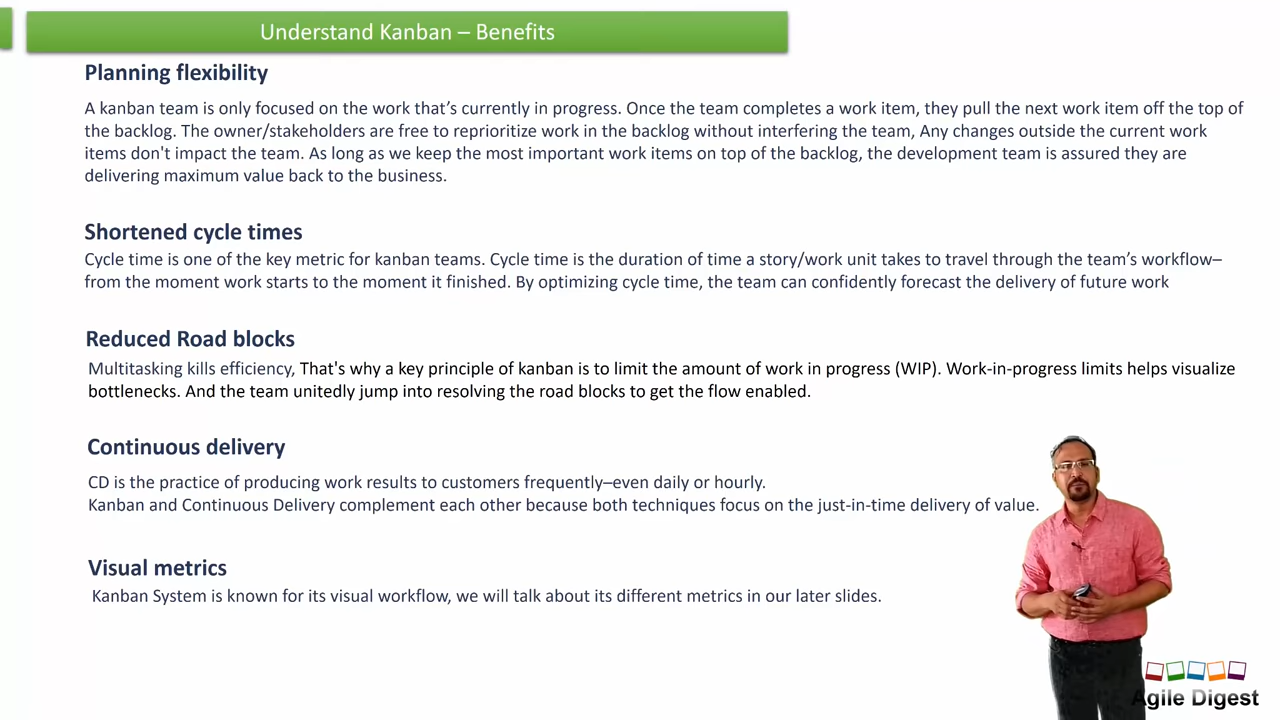 Understand Kanban – Benefits
Planning flexibility
A kanban team is only focused on the work that’s currently in progress. Once the team completes a work item, they pull the next work item off the top of
the backlog. The owner/stakeholders are free to reprioritize work in the backlog without interfering the team, Any changes outside the current work
items don't impact the team. As long as we keep the most important work items on top of the backlog, the development team is assured they are
delivering maximum value back to the business.
Shortened cycle times
Cycle time is one of the key metric for kanban teams. Cycle time is the duration of time a story/work unit takes to travel through the team’s workflow–
from the moment work starts to the moment it finished. By optimizing cycle time, the team can confidently forecast the delivery of future work
Reduced Road blocks
Multitasking kills efficiency, That's why a key principle of kanban is to limit the amount of work in progress (WIP). Work-in-progress limits helps visualize
bottlenecks. And the team unitedly jump into resolving the road blocks to get the flow enabled.
Continuous delivery
CD is the practice of producing work results to customers frequently–even daily or hourly.
Kanban and Continuous Delivery complement each other because both techniques focus on the just-in-time delivery of value.
Visual metrics
Kanban System is known for its visual workflow, we will talk about its different metrics in our later slides.
Agile Digest